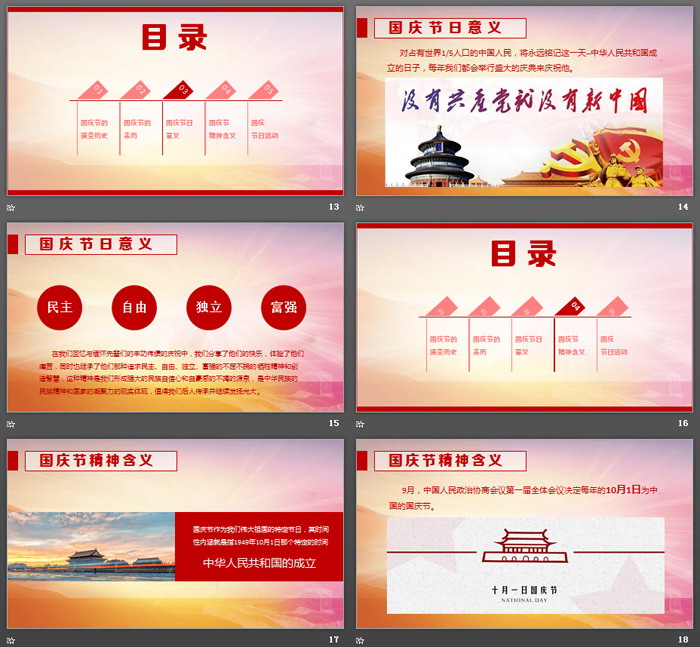 目录
01
02
03
04
05
国庆节的
演变历史
国庆节的
来历
国庆节日
意义
国庆节
精神含义
国庆
节日活动
13
国庆节日意义
对占有世界1/5人口的中国人民，将永远格记这一天--中华人民共和国成
立的日子，每年我们都会举行盛大的庆典来庆祝他。
没有共产党就没有新中国
14
国庆节日意义
民主
自由
独立
富强
在我们回忆与缅怀先辈们的丰功伟绩的庆祝中，我们分享了他们的快乐，体验了他们
痛苦，同时也继承了他们那种追求民主、自由、独立、富强的不屈不挠的牺牲精神和创
造智慧，这种精神是我们形成强大的民族自信心和自豪感的不竭的源泉，是中华民族的
民族精神和国家的凝聚力的现实体现，值得我们后人传承并继续发扬光大。
15
目录
01
02
03
04
05
国庆节的
演变历史
国庆节的
来历
国庆节日
意义
国庆节
精神含义
国庆
节日活动
16
国庆节精神含义
国庆节作为我们伟大祖国的特定节日，其时间
性内涵就是指1949年10月1日那个特定的时间
中华人民共和国的成立
17
国庆节精神含义
9月，中国人民政治协商会议第一届全体会议决定每年的10月1日为中
国的国庆节。
十月一日国庆节
NATIONAL DAY
18